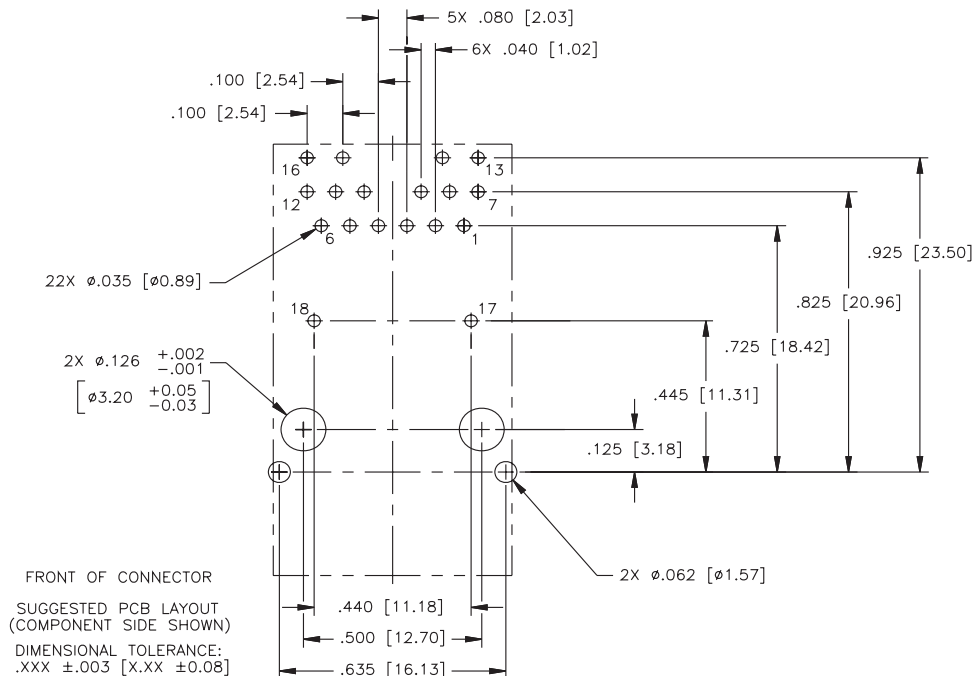 5X .080 [2.03]
6X .040 [1.02]
.100 [2.54]
.100 [2.54]
16
13
12
7
6
1
22X ø.035 [ø0.89]
.925 [23.50]
.825 [20.96]
18
17
.725 [18.42]
2X ø.126 +.002
-.001
[ø3.20 +0.05
-0.03]
.445 [11.31]
.125 [3.18]
2X ø.062 [ø1.57]
FRONT OF CONNECTOR
SUGGESTED PCB LAYOUT
(COMPONENT SIDE SHOWN)
DIMENSIONAL TOLERANCE:
.XXX ±.003 [X.XX ±0.08]
.440 [11.18]
.500 [12.70]
.635 [16.13]